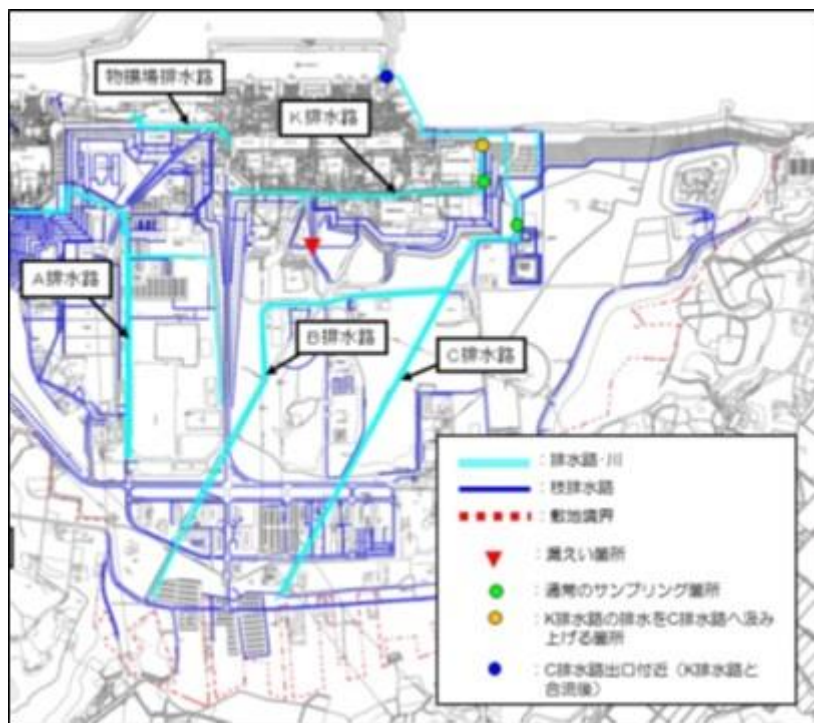 物揚場排水路
K排水路
A排水路
B排水路
C排水路
：排水路・川
：枝排水路
：敷地境界
：漏えい箇所
：通常のサンプリング箇所
：K排水路の排水をC排水路へ汲み
上げる箇所
：C排水路出口付近（K排水路と
合流後）